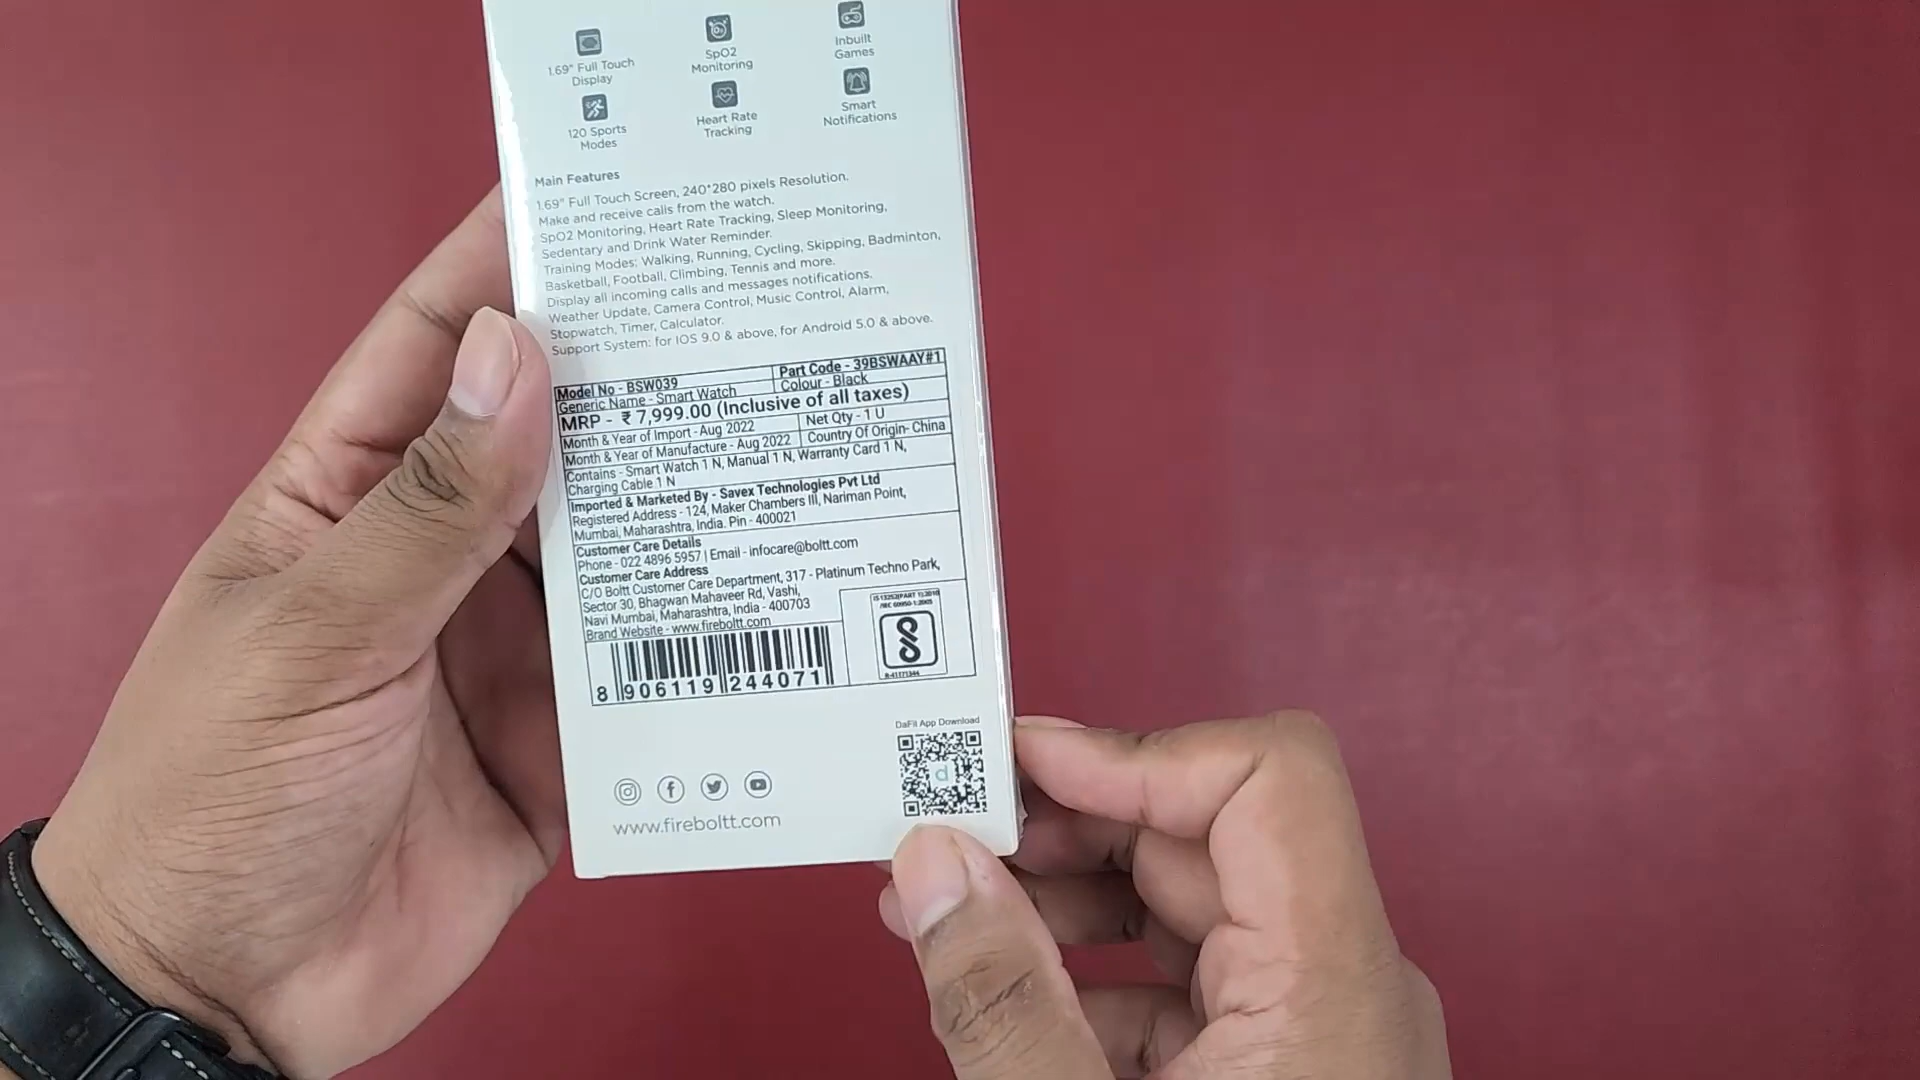 1.69" Full Touch
Display
SpO2
Monitoring
Inbuilt
Games
120 Sports
Modes
Heart Rate
Tracking
Smart
Notifications
Main Features
1.69" Full Touch Screen, 240*280 pixels Resolution.
Make and receive calls from the watch.
SpO2 Monitoring, Heart Rate Tracking, Sleep Monitoring,
Sedentary and Drink Water Reminder.
Training Modes: Walking, Running, Cycling, Skipping, Badminton,
Basketball, Football, Climbing, Tennis and more.
Display all incoming calls and messages notifications.
Weather Update, Camera Control, Music Control, Alarm,
Stopwatch, Timer, Calculator.
Support System: for IOS 9.0 & above, for Android 5.0 & above.
Model No - BSW039
Part Code - 39BSWAAY#1
Generic Name - Smart Watch
Colour - Black
MRP - ₹ 7,999.00 (Inclusive of all taxes)
Month & Year of Import - Aug 2022
Net Qty - 1 U
Month & Year of Manufacture - Aug 2022
Country Of Origin- China
Contains - Smart Watch 1 N, Manual 1 N, Warranty Card 1 N,
Charging Cable 1 N
Imported & Marketed By - Savex Technologies Pvt Ltd
Registered Address - 124, Maker Chambers III, Nariman Point,
Mumbai, Maharashtra, India. Pin - 400021
Customer Care Details
Phone - 022 4896 5957 | Email - infocare@boltt.com
Customer Care Address
C/O Boltt Customer Care Department, 317 - Platinum Techno Park,
Sector 30, Bhagwan Mahaveer Rd, Vashi,
Navi Mumbai, Maharashtra, India - 400703
Brand Website - www.fireboltt.com
IS 13252(PART 1):2010
/IEC 60950-1:2005
R-41171344
8 906119 244071
DaFit App Download
d
www.fireboltt.com